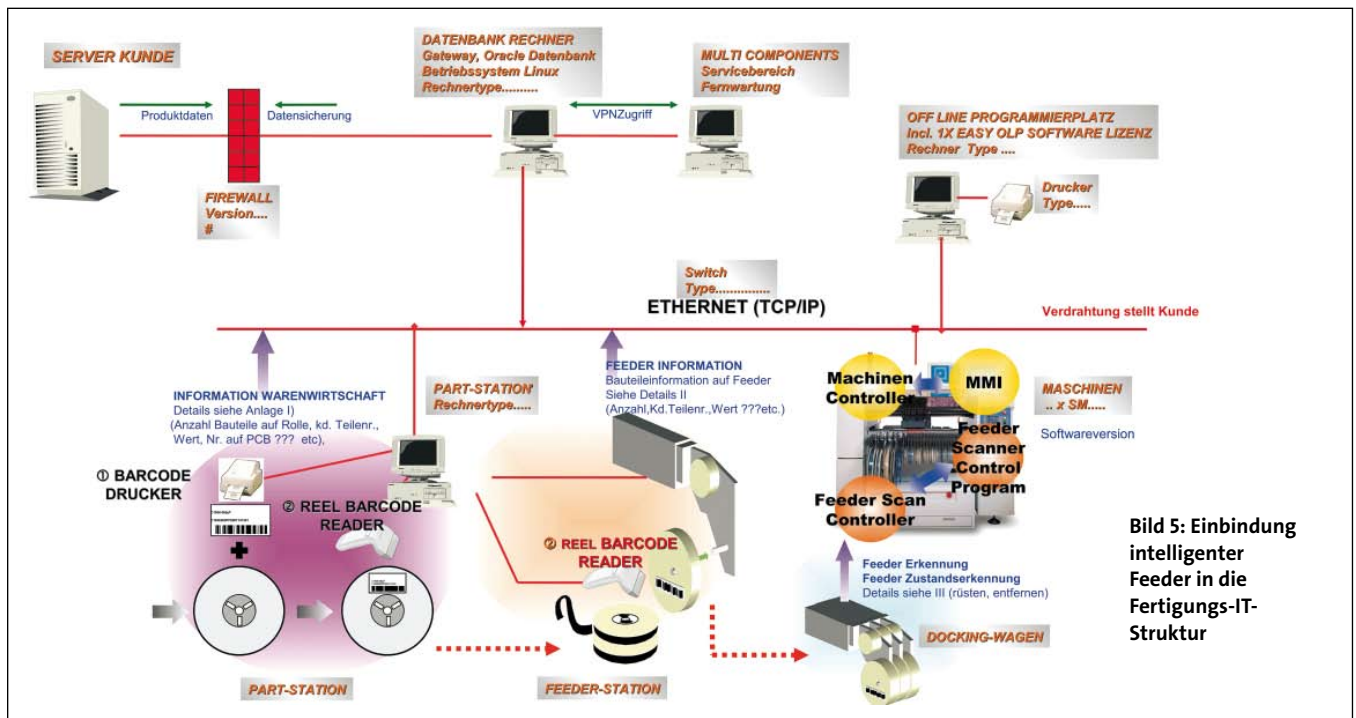 SERVER KUNDE
DATENBANK RECHNER
Gateway, Oracle Datenbank
Betriebssystem Linux
Rechnertype..........
MULTI COMPONENTS
Servicebereich
Fernwartung
Produktdaten
Datensicherung
VPNZugriff
OFF LINE PROGRAMMIERPLATZ
Incl. 1X EASY OLP SOFTWARE LIZENZ
Rechner Type ....
FIREWALL
Version....
#
Drucker
Type.....
Switch
Type...............
ETHERNET (TCP/IP)
Verdrahtung stellt Kunde
INFORMATION WARENWIRTSCHAFT
Details siehe Anlage I)
(Anzahl Bauteile auf Rolle, kd. Teilenr.,
Wert, Nr. auf PCB ??? etc),
PART-STATION
Rechnertype.....
FEEDER INFORMATION
Bauteileinformation auf Feeder
Siehe Details II
(Anzahl,Kd.Teilenr.,Wert ???etc.)
Machinen
Controller
MMI
MASCHINEN
.. x SM.....
Softwareversion
Feeder
Scanner
Control
Program
Feeder Scan
Controller
① BARCODE
DRUCKER
② REEL BARCODE
READER
② REEL BARCODE
READER
Feeder Erkennung
Feeder Zustandserkennung
Details siehe III (rüsten, entfernen)
DOCKING-WAGEN
PART-STATION
FEEDER-STATION
Bild 5: Einbindung
intelligenter
Feeder in die
Fertigungs-IT-
Struktur